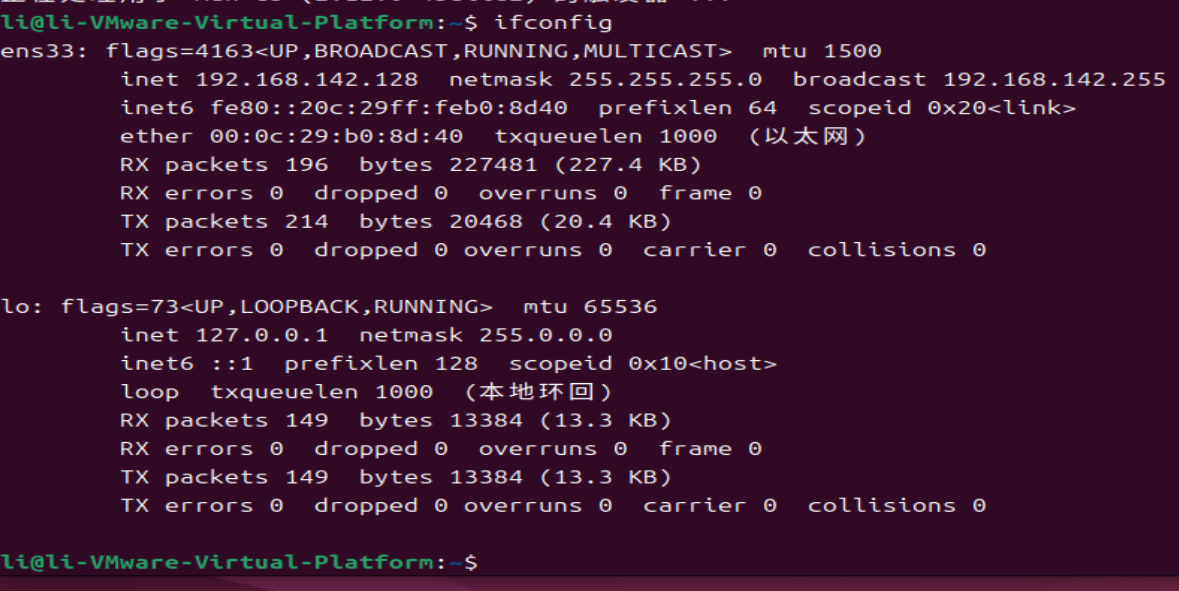 li@li-VMware-Virtual-Platform:~$ ifconfig
ens33: flags=4163<UP,BROADCAST,RUNNING,MULTICAST>  mtu 1500
        inet 192.168.142.128  netmask 255.255.255.0  broadcast 192.168.142.255
        inet6 fe80::20c:29ff:feb0:8d40  prefixlen 64  scopeid 0x20<link>
        ether 00:0c:29:b0:8d:40  txqueuelen 1000  (以太网)
        RX packets 196  bytes 227481 (227.4 KB)
        RX errors 0  dropped 0  overruns 0  frame 0
        TX packets 214  bytes 20468 (20.4 KB)
        TX errors 0  dropped 0 overruns 0  carrier 0  collisions 0

lo: flags=73<UP,LOOPBACK,RUNNING>  mtu 65536
        inet 127.0.0.1  netmask 255.0.0.0
        inet6 ::1  prefixlen 128  scopeid 0x10<host>
        loop  txqueuelen 1000  (本地环回)
        RX packets 149  bytes 13384 (13.3 KB)
        RX errors 0  dropped 0  overruns 0  frame 0
        TX packets 149  bytes 13384 (13.3 KB)
        TX errors 0  dropped 0 overruns 0  carrier 0  collisions 0

li@li-VMware-Virtual-Platform:~$